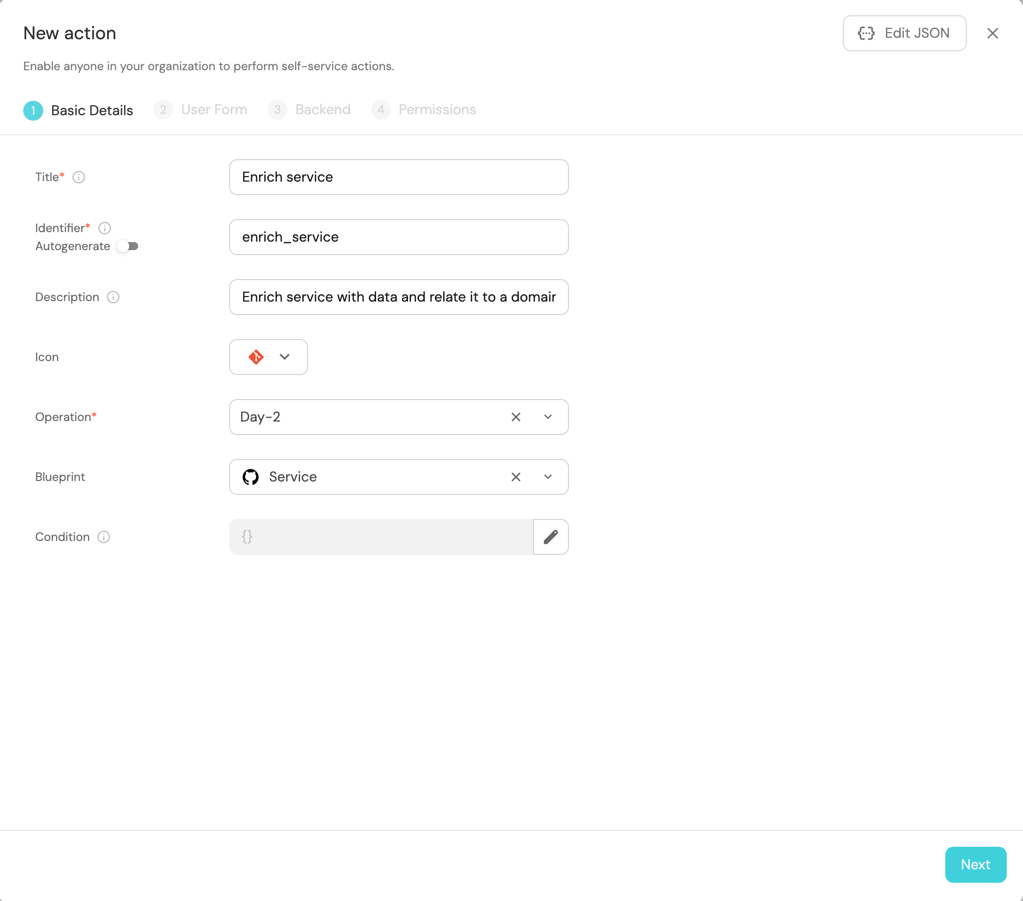 New action
Edit JSON
Enable anyone in your organization to perform self-service actions.
1 Basic Details 2 User Form 3 Backend 4 Permissions
Title* Enrich service
Identifier* enrich_service
Autogenerate
Description Enrich service with data and relate it to a domair
Icon
Operation* Day-2
Blueprint Service
Condition {}
Next